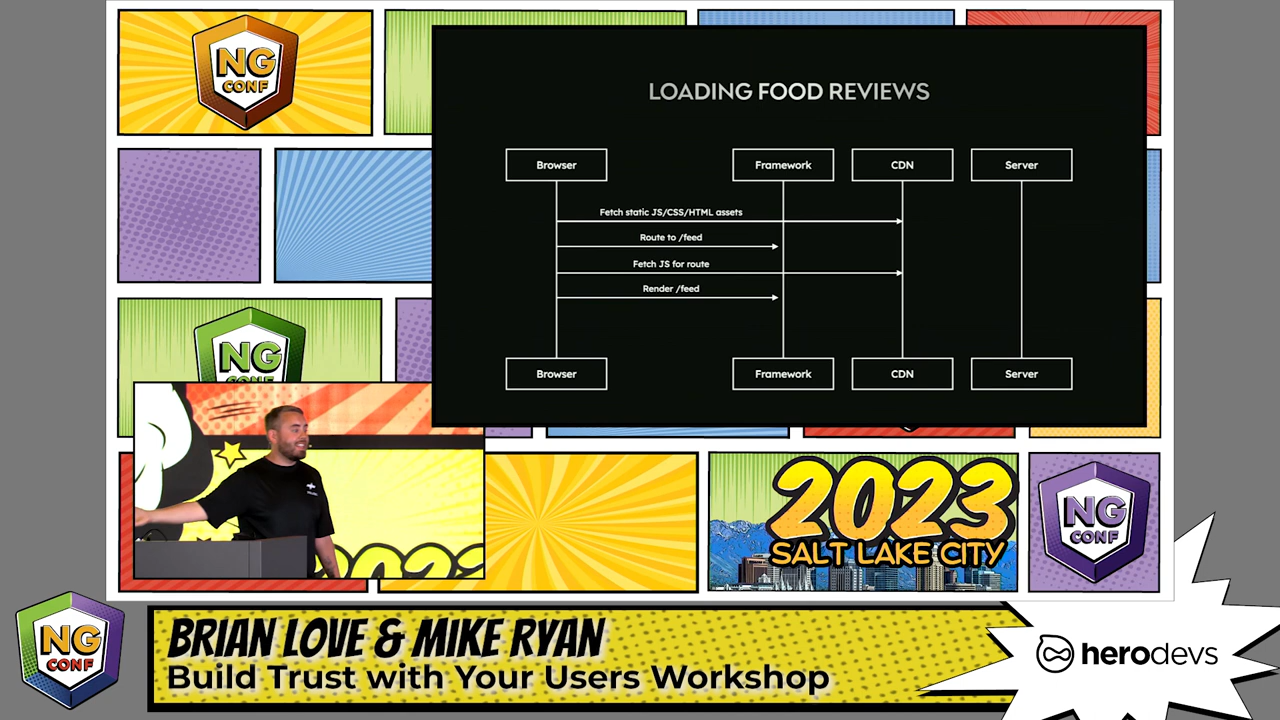 NG
CONF
LOADING FOOD REVIEWS
Browser
Framework
CDN
Server
Fetch static JS/CSS/HTML assets
Route to /feed
Fetch JS for route
Render /feed
Browser
Framework
CDN
Server
NG
CONF
2023
SALT LAKE CITY
NG
CONF
NG
CONF
BRIAN LOVE & MIKE RYAN
Build Trust with Your Users Workshop
herodevs